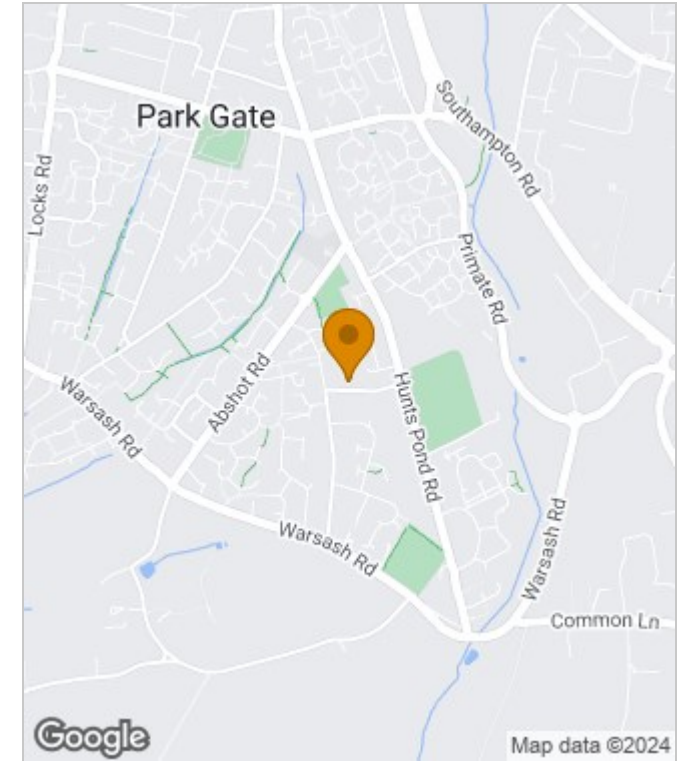 Park Gate
Southampton Rd
Locks Rd
Primate Rd
Abshot Rd
Warsash Rd
Hunts Pond Rd
Warsash Rd
Warsash Rd
Common Ln
Google
Map data ©2024